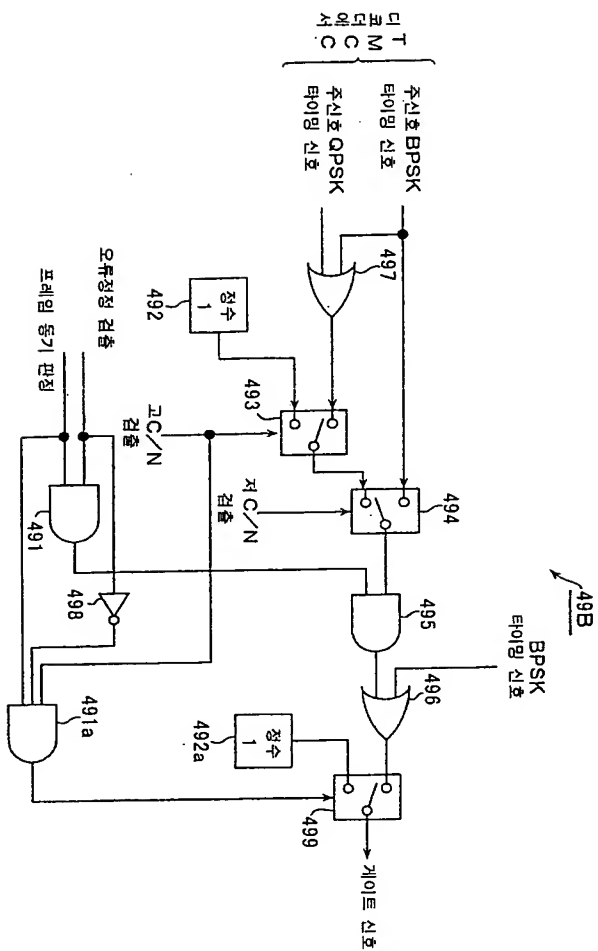 49B
디 T
코 M
더 C
에 C
서
주신호 BPSK
타이밍 신호
주신호 QPSK
타이밍 신호
497
정수
1
492
493
고 C/N
검출
494
저 C/N
검출
495
BPSK
타이밍 신호
496
오류정정 검출
프레임 동기 판정
491
498
491a
정수
1
492a
499
게이트 신호